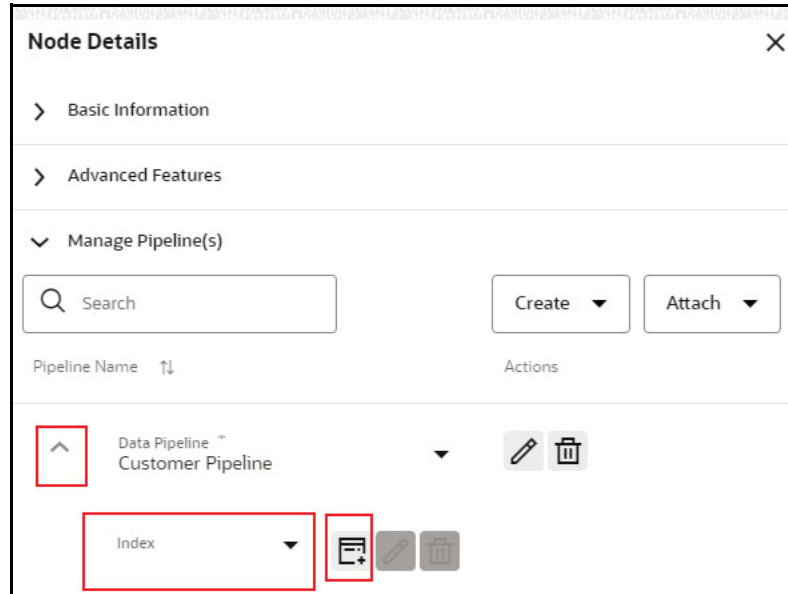 Node Details
Basic Information
Advanced Features
Manage Pipeline(s)
Search
Create
Attach
Pipeline Name
Actions
Data Pipeline
Customer Pipeline
Index